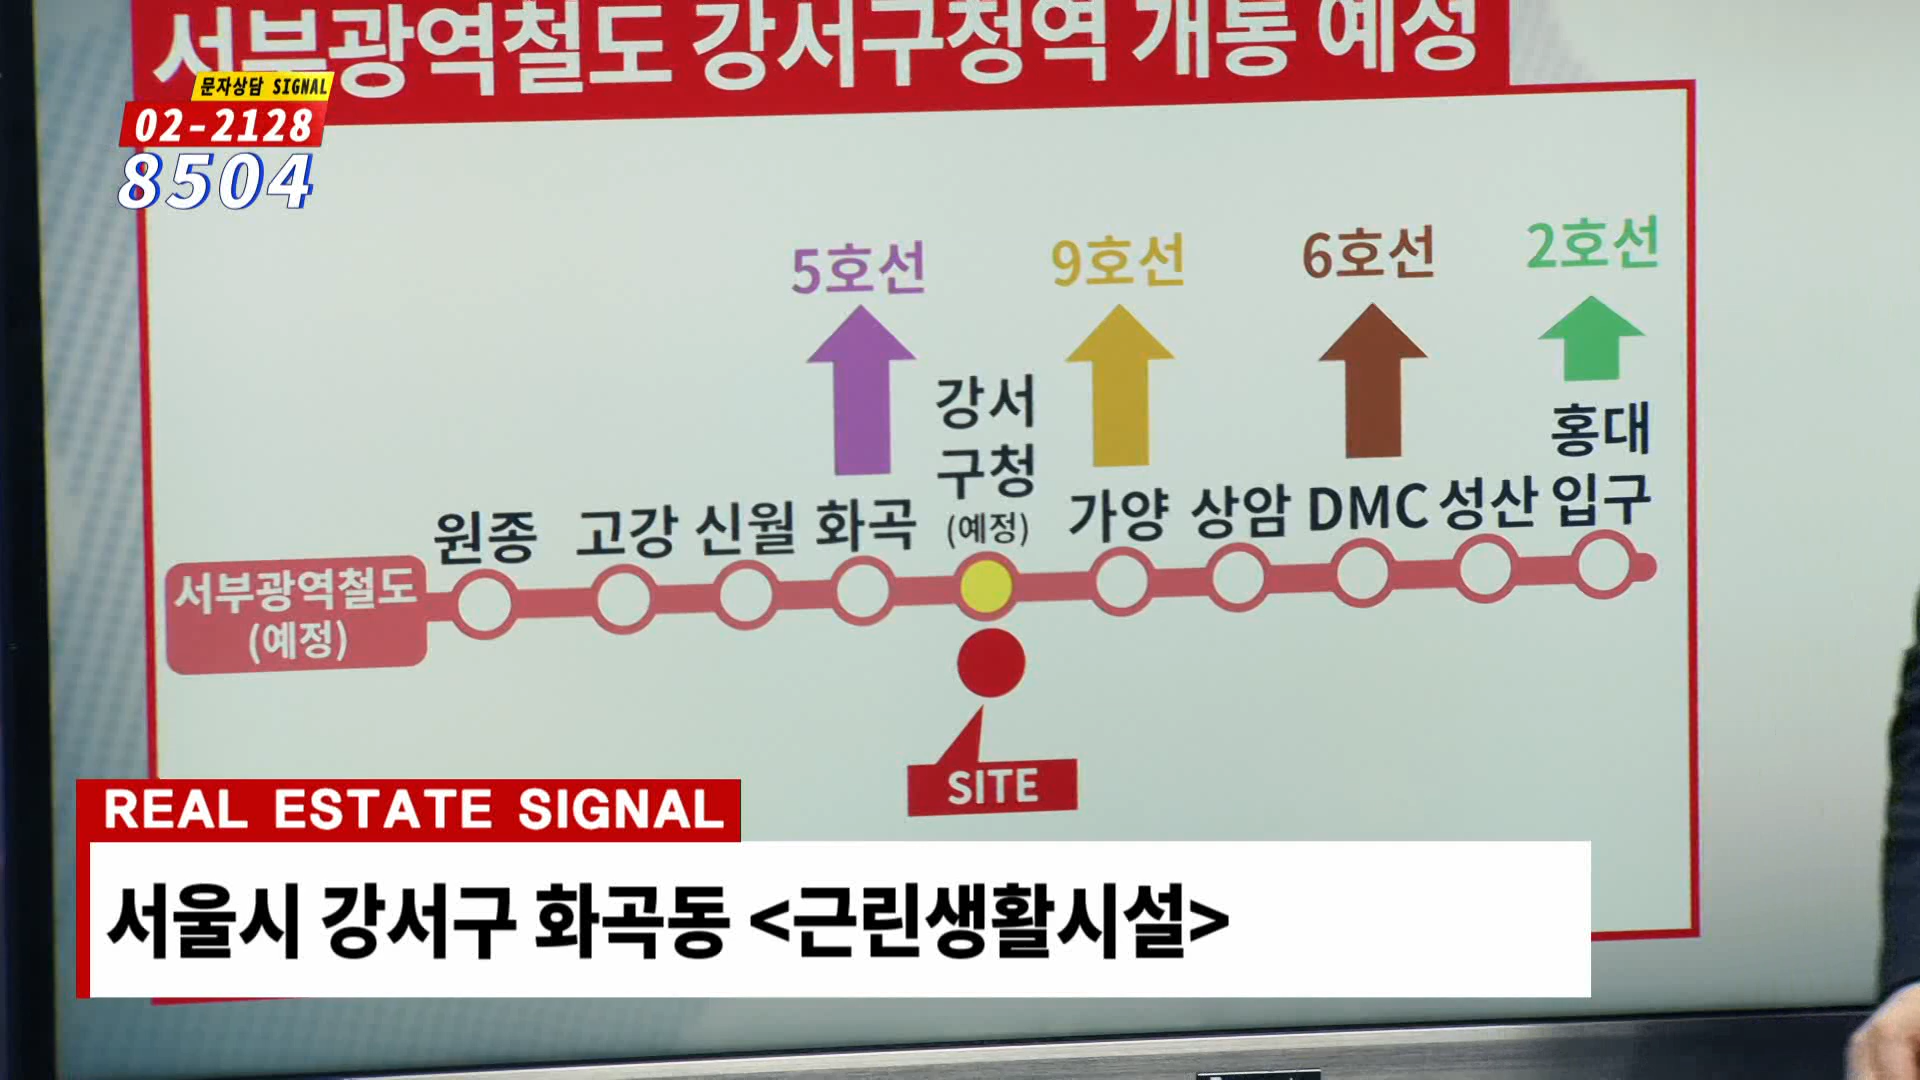 서부광역철도 강서구청역 개통 예정
문자상담 SIGNAL
02-2128
8504
5호선
9호선
6호선
2호선
원종
고강
신월
화곡
강서
구청
(예정)
가양
상암
DMC
성산
홍대
입구
서부광역철도
(예정)
SITE
REAL ESTATE SIGNAL
서울시 강서구 화곡동 <근린생활시설>